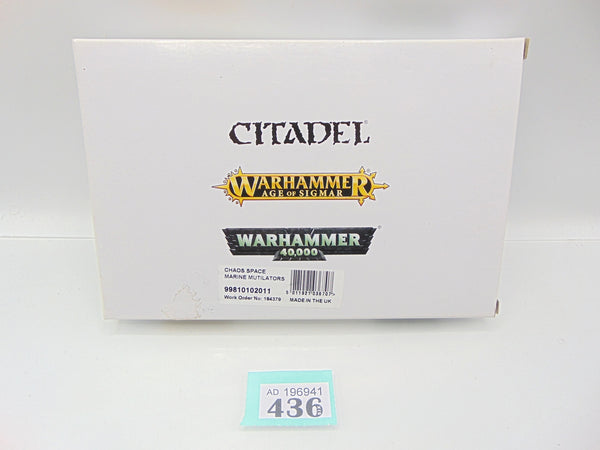 CITADEL
WARHAMMER
AGE OF SIGMAR
WARHAMMER
40,000
CHAOS SPACE
MARINE MUTILATORS
99810102011
Work Order No: 184379
MADE IN THE UK
AD 196941
436